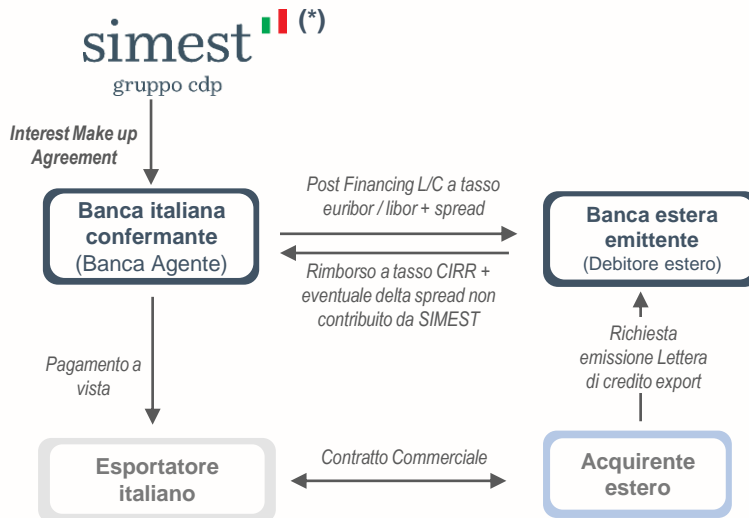 simest (*)
gruppo cdp
Interest Make up
Agreement
Banca italiana
confermante
(Banca Agente)
Post Financing L/C a tasso
euribor / libor + spread
Rimborso a tasso CIRR +
eventuale delta spread non
contribuito da SIMEST
Banca estera
emittente
(Debitore estero)
Pagamento a
vista
Richiesta
emissione Lettera
di credito export
Esportatore
italiano
Contratto Commerciale
Acquirente
estero